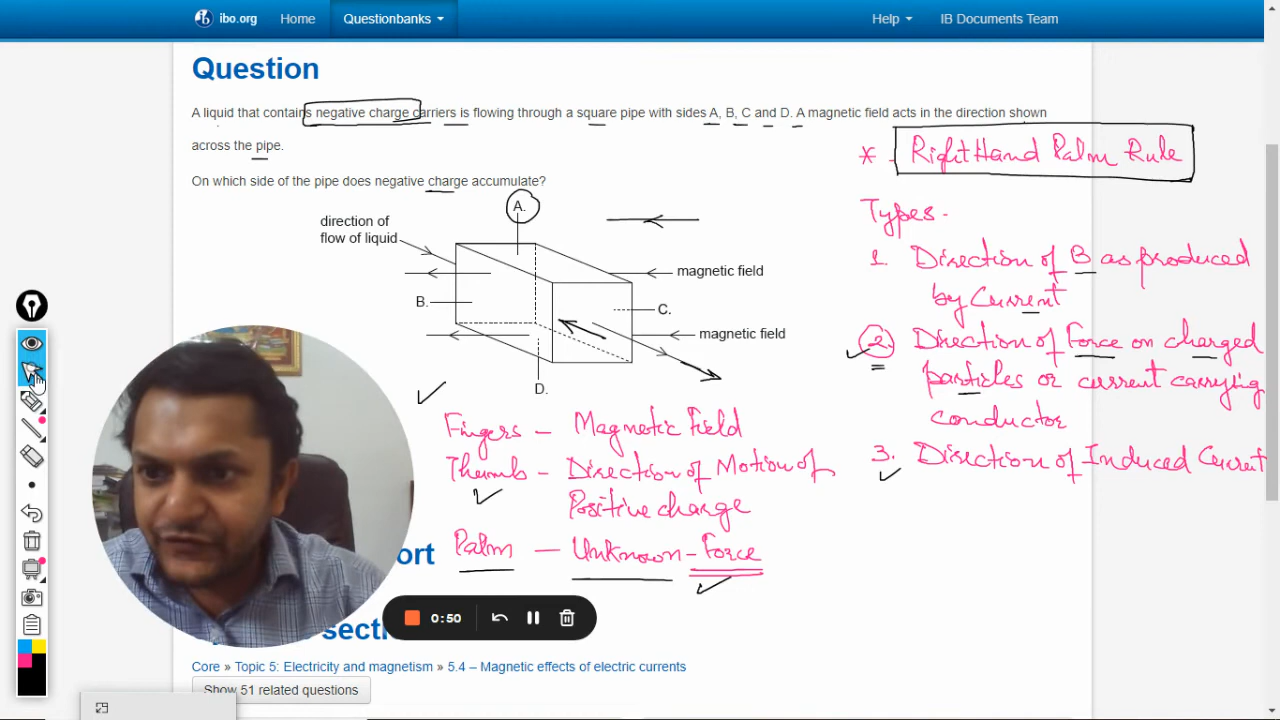 ibo.org
Home
Questionbanks
Help
IB Documents Team
Question
A liquid that contains negative charge carriers is flowing through a square pipe with sides A, B, C and D. A magnetic field acts in the direction shown
across the pipe.
* Right Hand Palm Rule
On which side of the pipe does negative charge accumulate?
A.
direction of
flow of liquid
magnetic field
B.
C.
magnetic field
D.
Types.
1. Direction of B as produced
by Current
2. Direction of Force on charged
particles or current carrying
conductor
3. Direction of Induced Current
Fingers – Magnetic Field
Thumb – Direction of Motion of
Positive charge
Palm – Unknown – Force
ort
0:50
s secti
Core » Topic 5: Electricity and magnetism » 5.4 – Magnetic effects of electric currents
Show 51 related questions